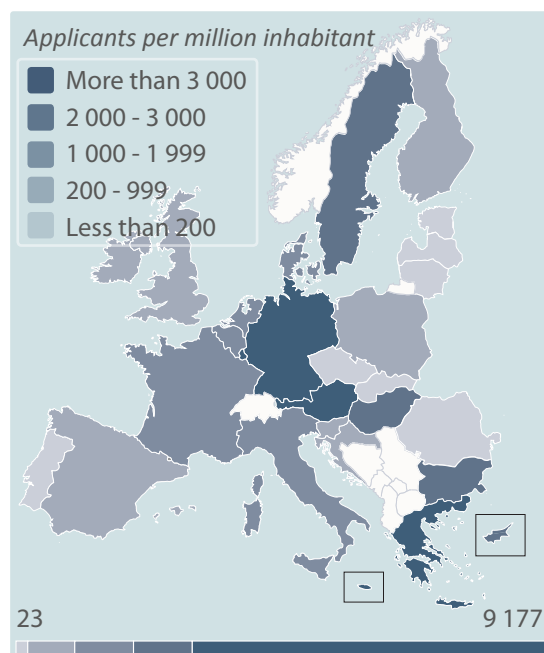 Applicants per million inhabitant
More than 3 000
2 000 - 3 000
1 000 - 1 999
200 - 999
Less than 200
23
9 177